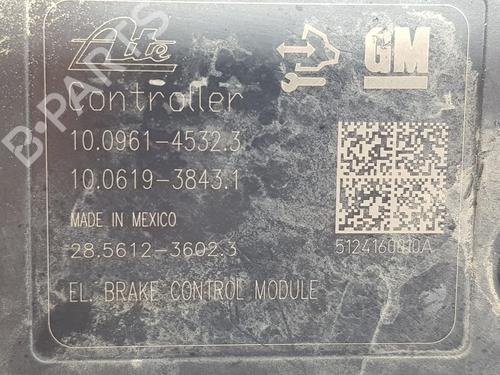 Ate
GM
Controller
10.0961-4532.3
10.0619-3843.1
MADE IN MEXICO
28.5612-3602.3
5124160010A
EL. BRAKE CONTROL MODULE
B-PARTS